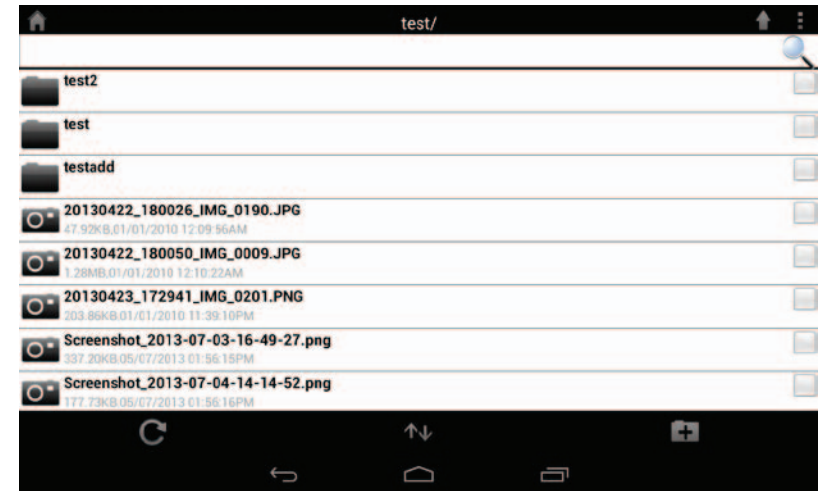 test/
test2
test
testadd
20130422_180026_IMG_0190.JPG
47.92KB,01/01/2010 12:09:56AM
20130422_180050_IMG_0009.JPG
1.28MB,01/01/2010 12:10:22AM
20130423_172941_IMG_0201.PNG
203.86KB,01/01/2010 11:39:10PM
Screenshot_2013-07-03-16-49-27.png
337.20KB,05/07/2013 01:56:15PM
Screenshot_2013-07-04-14-14-52.png
177.73KB,05/07/2013 01:56:16PM